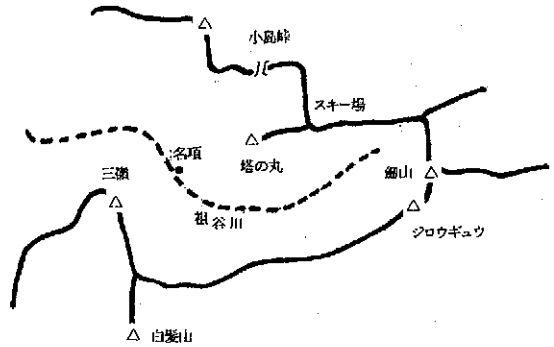 小島峠
スキー場
塔の丸
名頃
三嶺
祖谷川
剣山
ジロウギュウ
白髪山